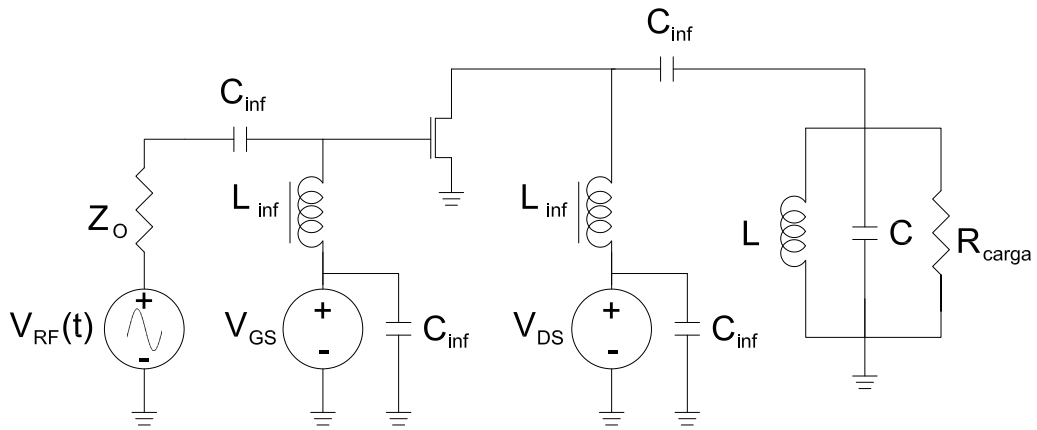 C_inf
C_inf
Z_O
L_inf
L_inf
L
C
R_carga
+
V_RF(t)
-
+
V_GS
-
C_inf
+
V_DS
-
C_inf